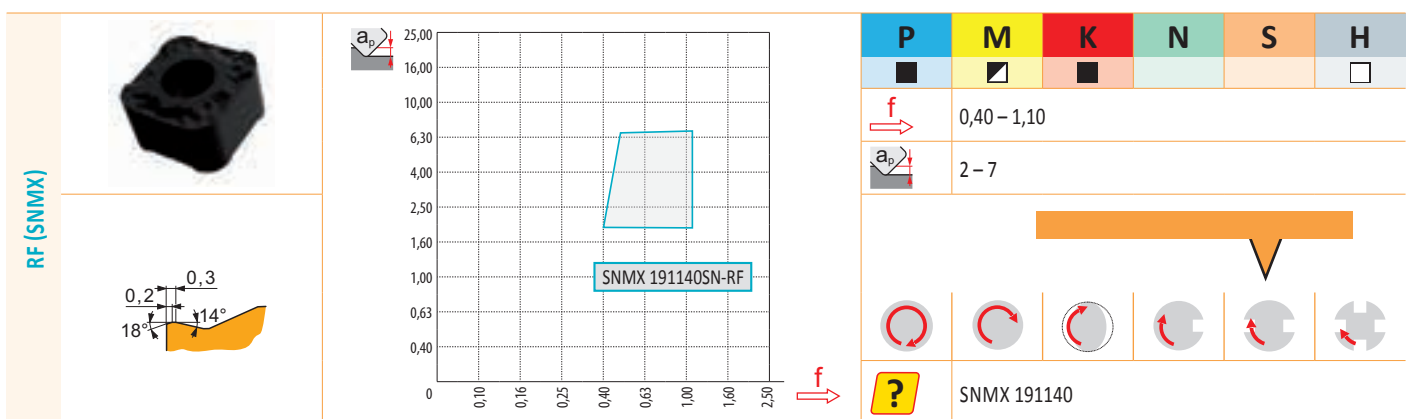 RF (SNMX)
0,3
0,2
14°
18°
aₚ
25,00
16,00
10,00
6,30
4,00
2,50
1,60
1,00
0,63
0,40
0
0,10
0,16
0,25
0,40
0,63
1,00
1,60
2,50
f
SNMX 191140SN-RF
P M K N S H
f
0,40 – 1,10
aₚ
2 – 7
?
SNMX 191140